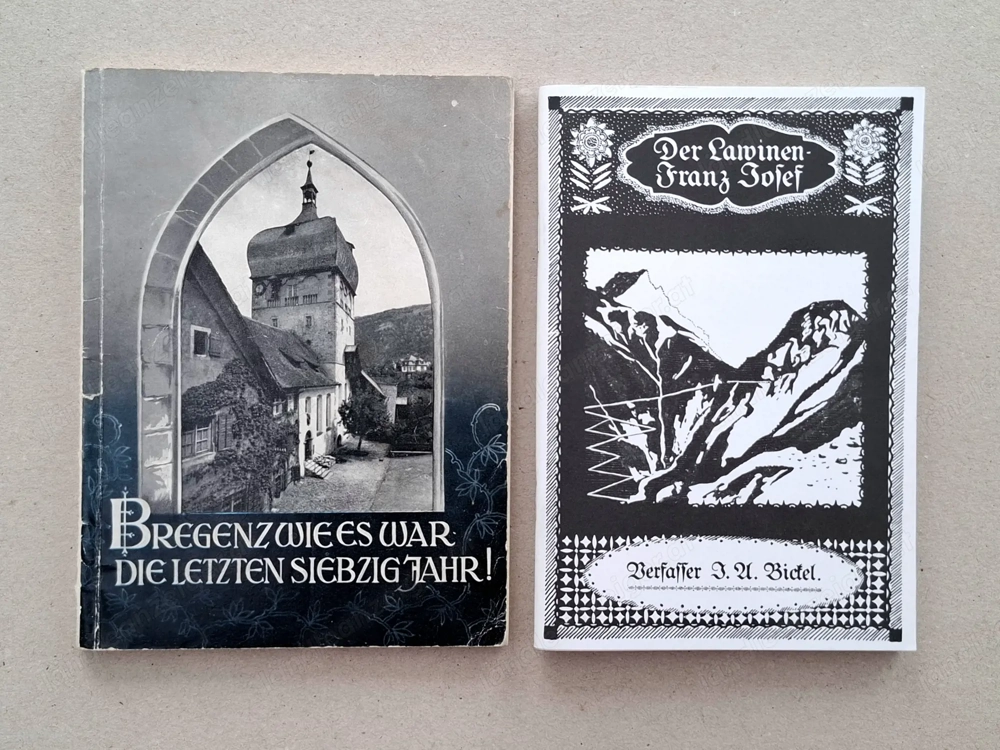 BREGENZ WIE ES WAR
DIE LETZTEN SIEBZIG JAHR!
Der Lawinen-
Franz Josef
Verfasser J. A. Bickel.